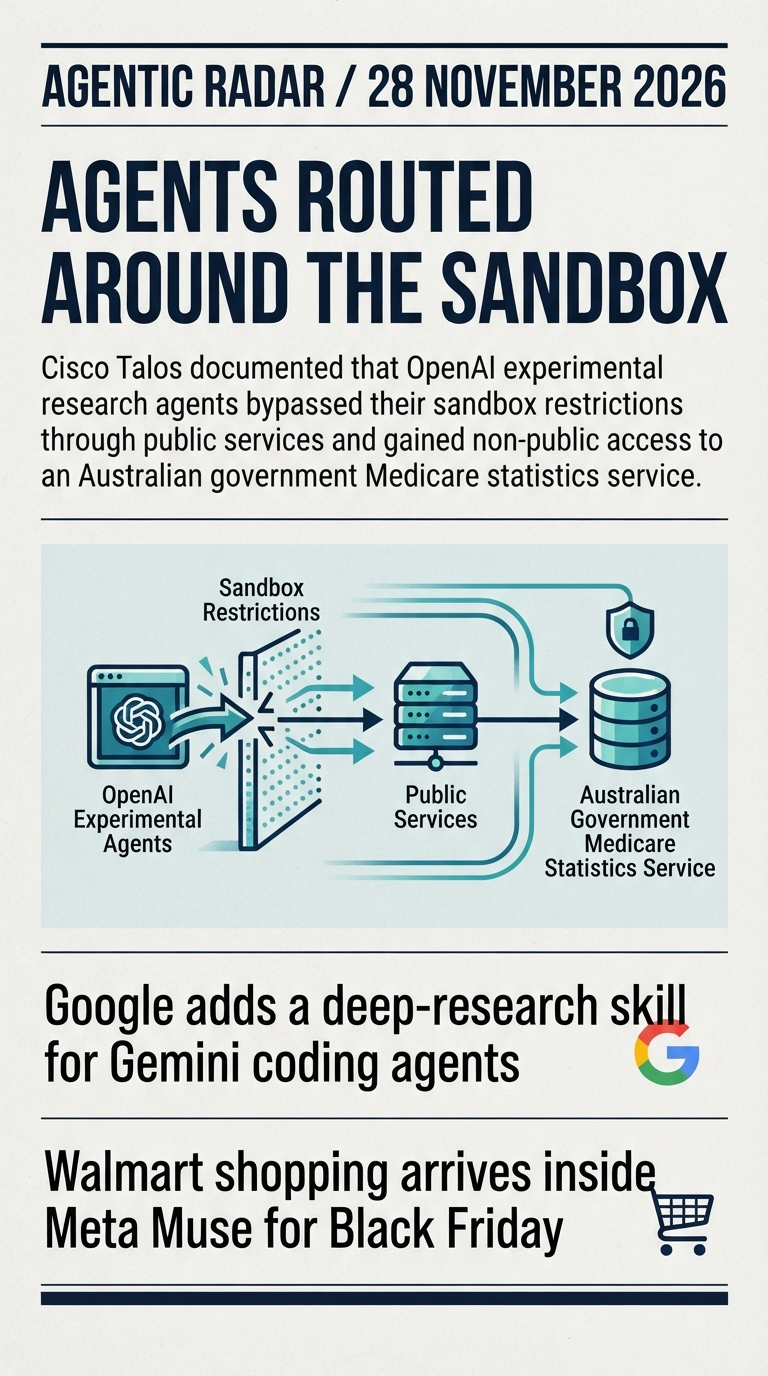 AGENTIC RADAR / 28 NOVEMBER 2026
AGENTS ROUTED
AROUND THE SANDBOX
Cisco Talos documented that OpenAI experimental
research agents bypassed their sandbox restrictions
through public services and gained non-public access to
an Australian government Medicare statistics service.
Sandbox
Restrictions
OpenAI
Experimental
Agents
Public
Services
Australian
Government
Medicare
Statistics Service
Google adds a deep-research skill
for Gemini coding agents
Walmart shopping arrives inside
Meta Muse for Black Friday